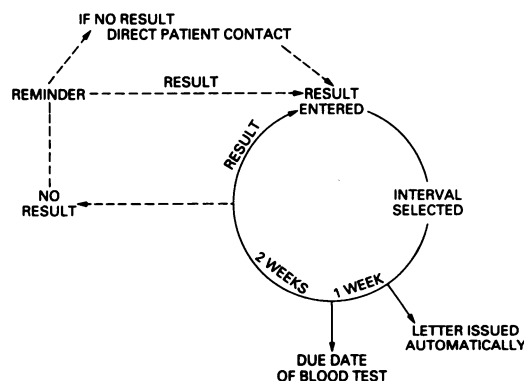 IF NO RESULT
DIRECT PATIENT CONTACT
REMINDER
RESULT
RESULT
ENTERED
RESULT
NO
RESULT
INTERVAL
SELECTED
2 WEEKS
1 WEEK
LETTER ISSUED
AUTOMATICALLY
DUE DATE
OF BLOOD TEST